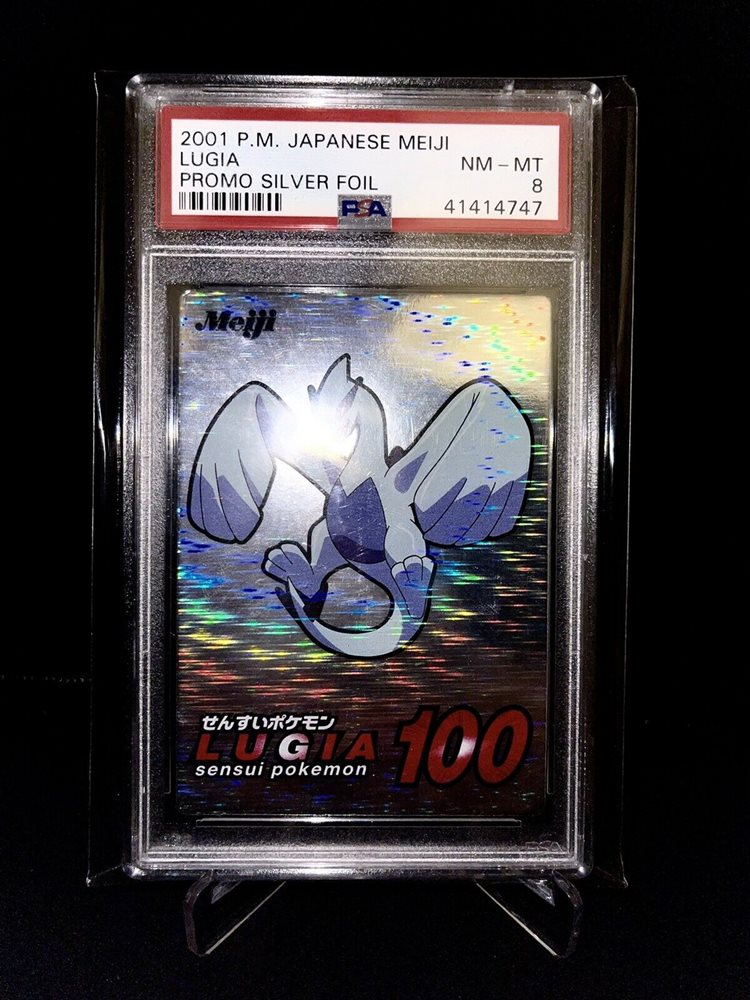 2001 P.M. JAPANESE MEIJI
LUGIA NM - MT
PROMO SILVER FOIL 8
PSA 41414747
Meiji
せんすいポケモン
LUGIA 100
sensui pokemon